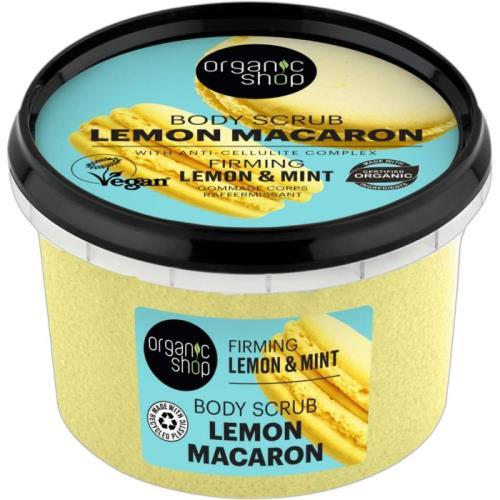 organic
shop
BODY SCRUB
LEMON MACARON
WITH ANTI-CELLULITE COMPLEX
FIRMING
LEMON & MINT
GOMMAGE CORPS
RAFFERMISSANT
Vegan
MADE WITH
CERTIFIED
ORGANIC
INGREDIENTS
organic
shop
FIRMING
LEMON & MINT
MADE WITH
RECYCLED PLASTIC
BODY SCRUB
LEMON
MACARON